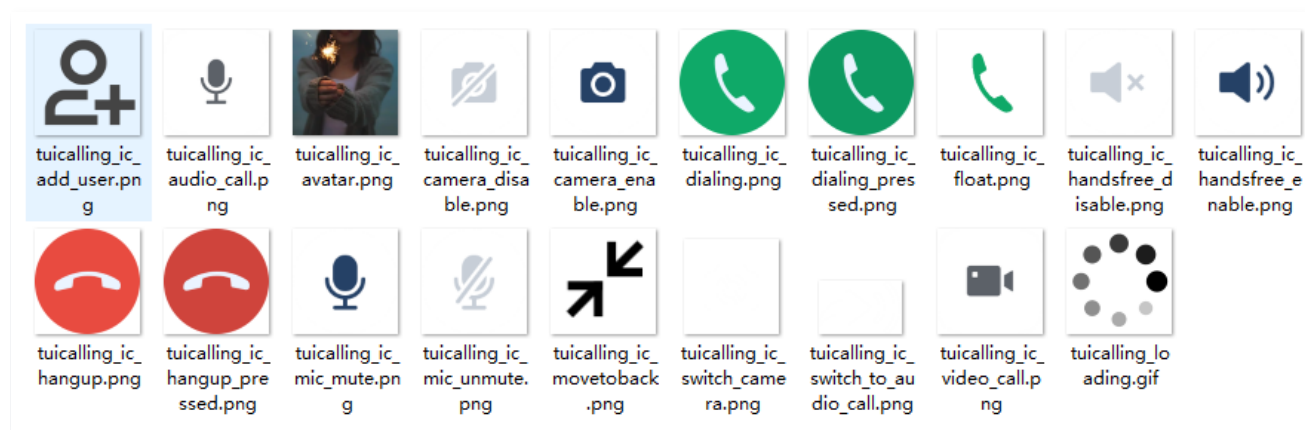 tuicalling_ic_
add_user.pn
g
tuicalling_ic_
audio_call.p
ng
tuicalling_ic_
avatar.png
tuicalling_ic_
camera_disa
ble.png
tuicalling_ic_
camera_ena
ble.png
tuicalling_ic_
dialing.png
tuicalling_ic_
dialing_pres
sed.png
tuicalling_ic_
float.png
tuicalling_ic_
handsfree_d
isable.png
tuicalling_ic_
handsfree_e
nable.png
tuicalling_ic_
hangup.png
tuicalling_ic_
hangup_pre
ssed.png
tuicalling_ic_
mic_mute.pn
g
tuicalling_ic_
mic_unmute.
png
tuicalling_ic_
movetoback
.png
tuicalling_ic_
switch_came
ra.png
tuicalling_ic_
switch_to_au
dio_call.png
tuicalling_ic_
video_call.p
ng
tuicalling_lo
ading.gif